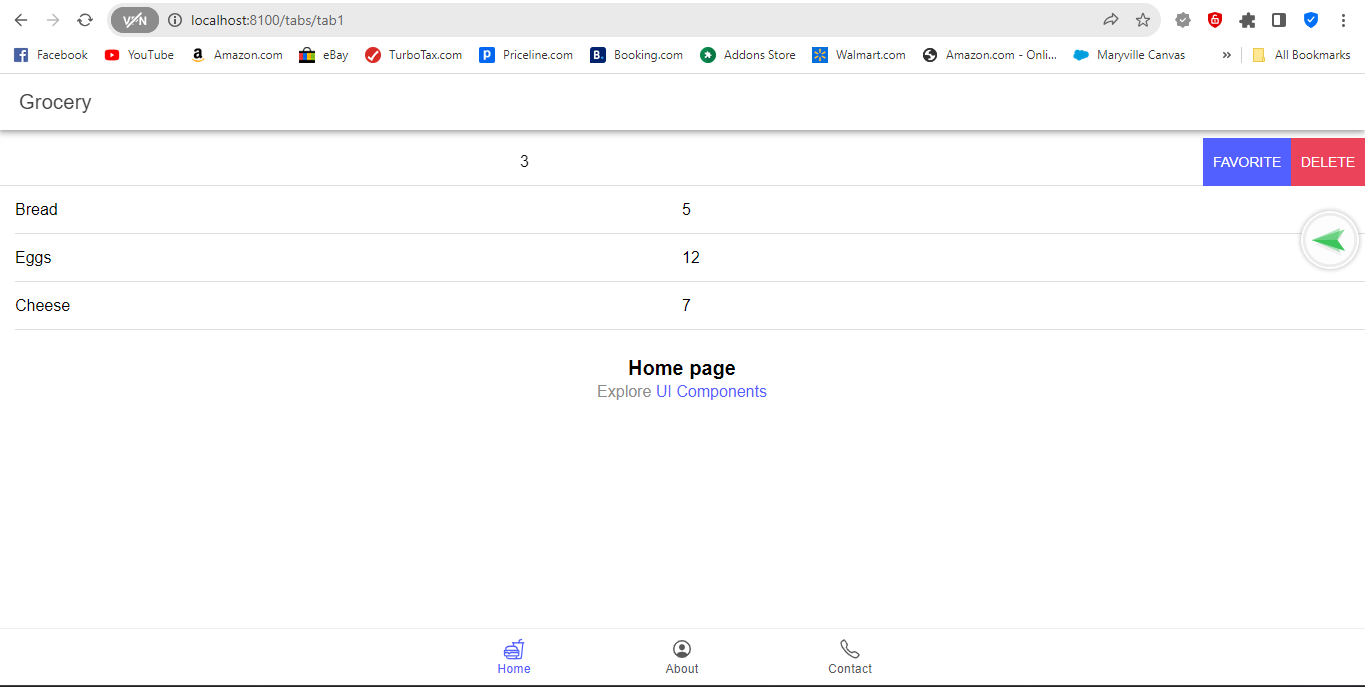 VPN localhost:8100/tabs/tab1
Facebook YouTube Amazon.com eBay TurboTax.com Priceline.com Booking.com Addons Store Walmart.com Amazon.com - Onli... Maryville Canvas » All Bookmarks
Grocery
3 FAVORITE DELETE
Bread 5
Eggs 12
Cheese 7
Home page
Explore UI Components
Home About Contact